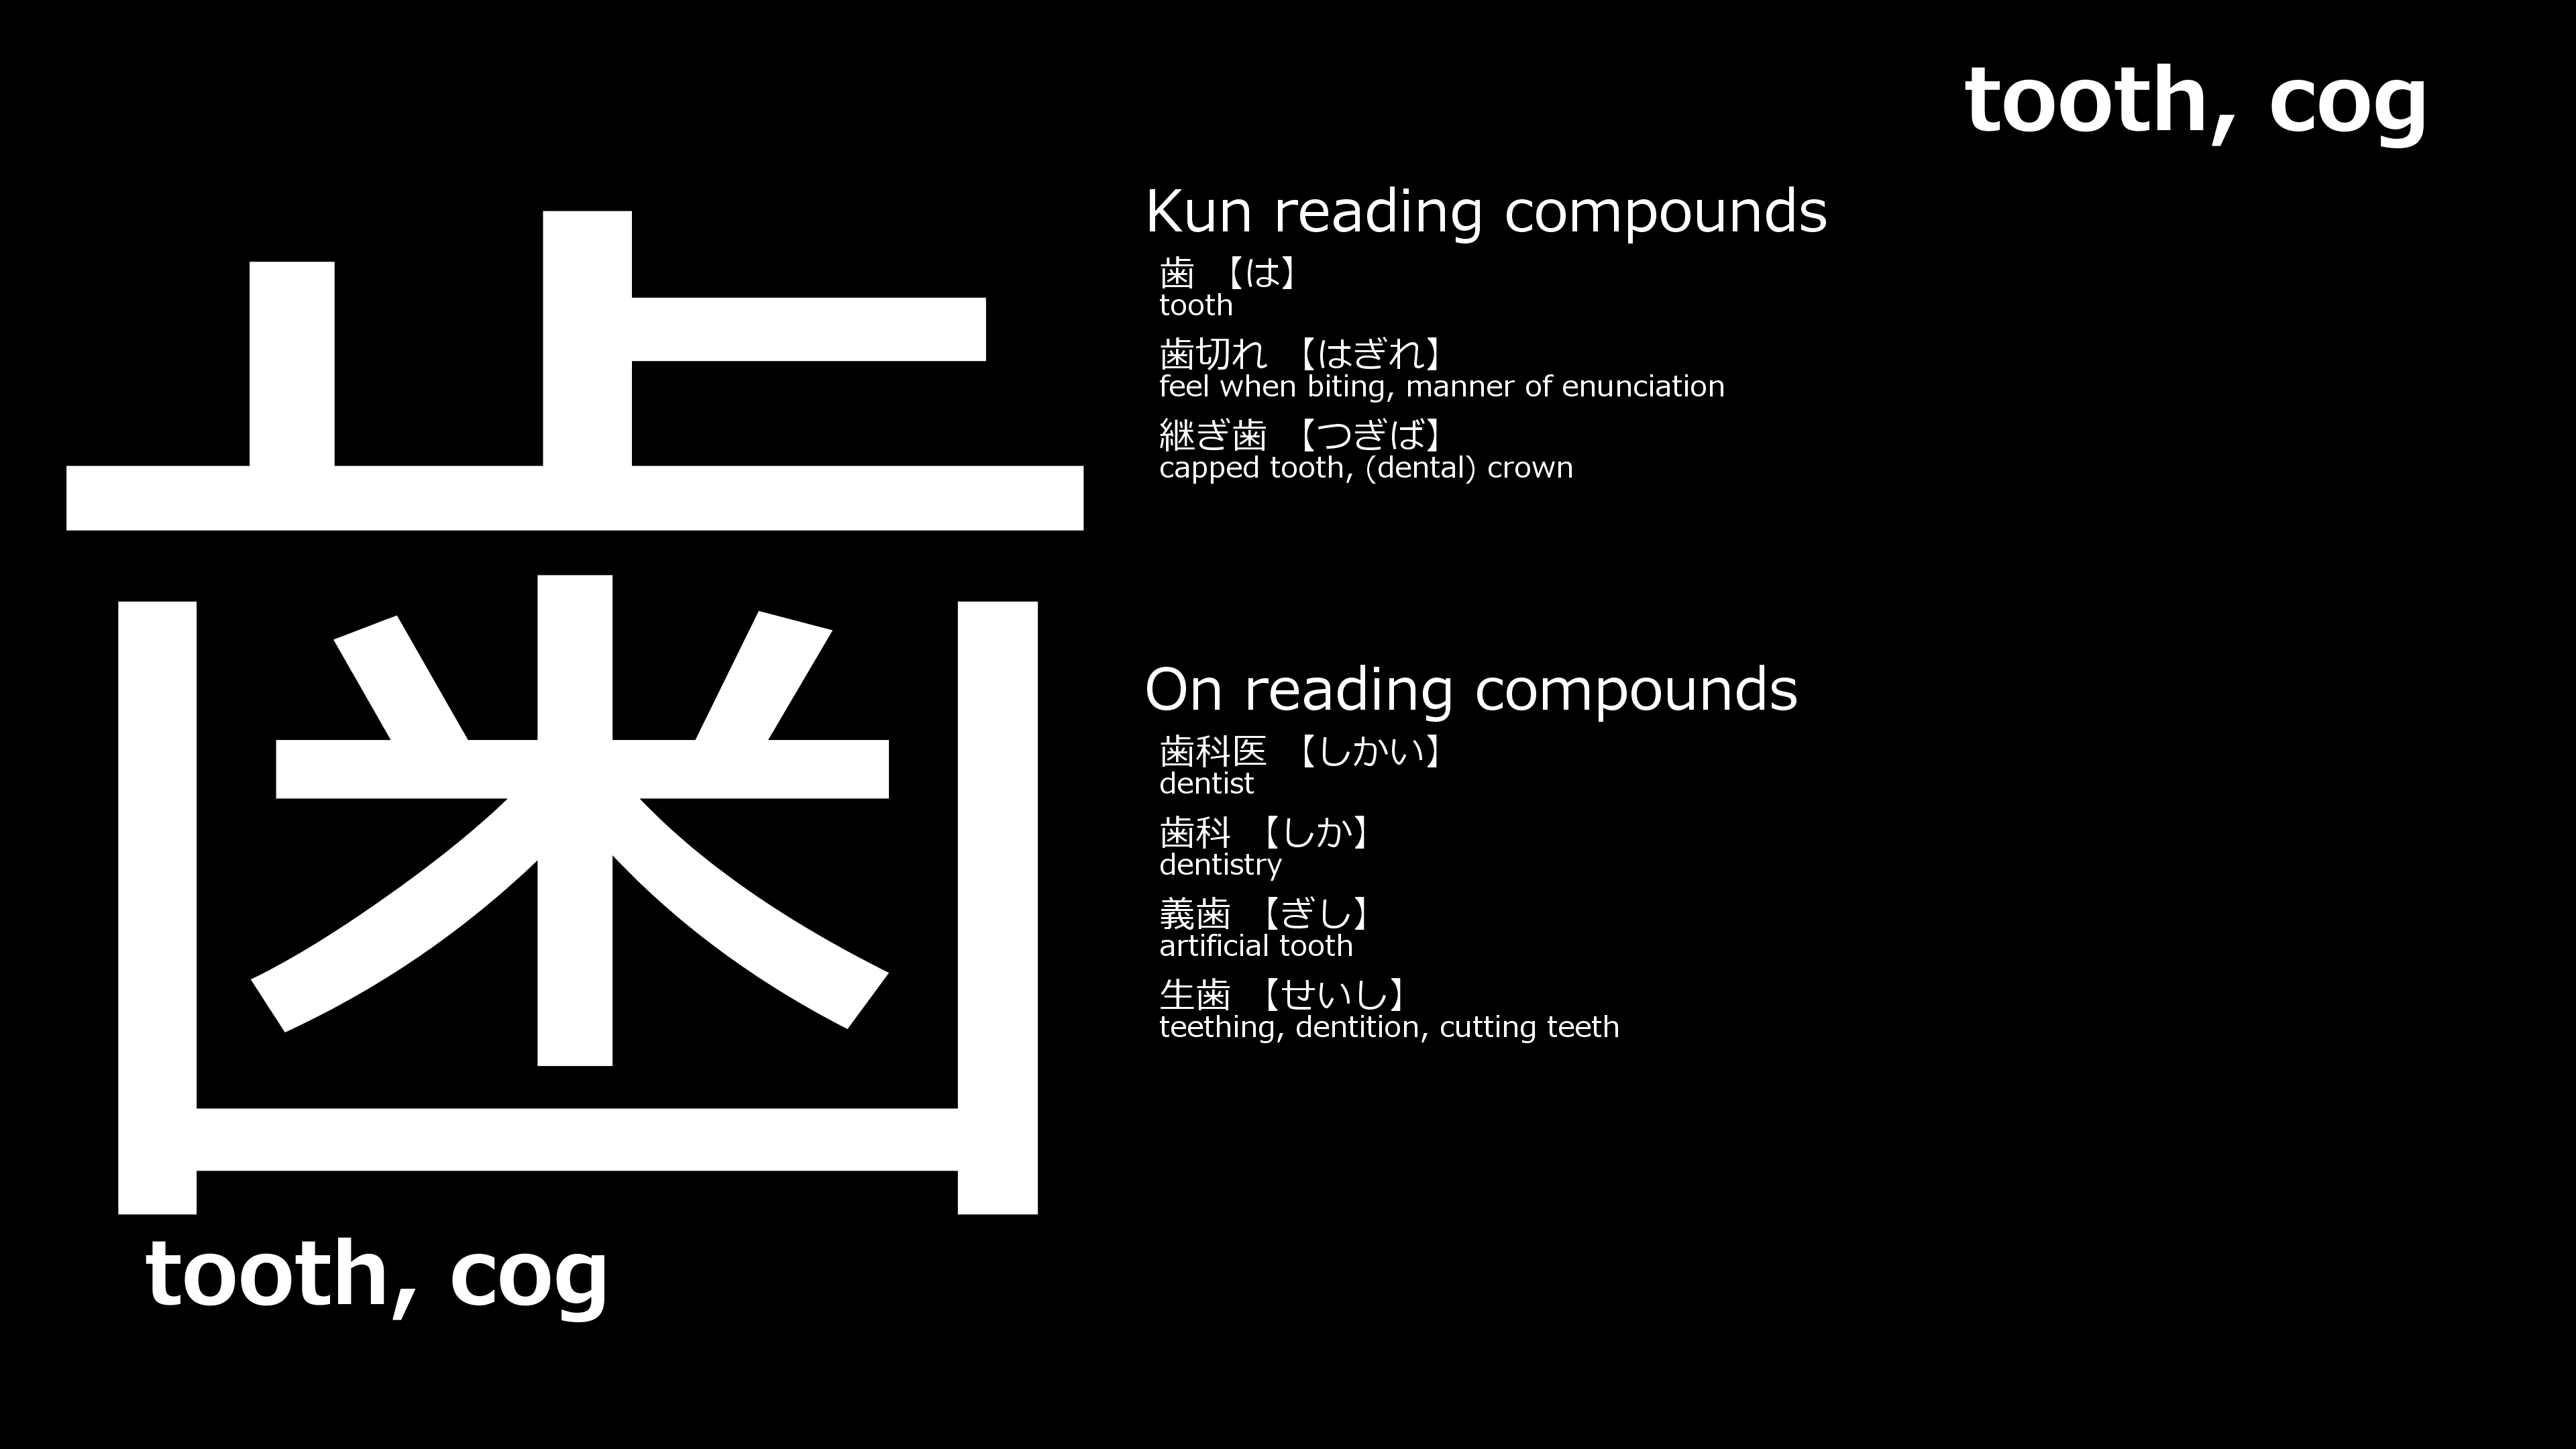 tooth, cog
歯
tooth, cog
Kun reading compounds
歯 【は】
tooth
歯切れ 【はぎれ】
feel when biting, manner of enunciation
継ぎ歯 【つぎば】
capped tooth, (dental) crown
On reading compounds
歯科医 【しかい】
dentist
歯科 【しか】
dentistry
義歯 【ぎし】
artificial tooth
生歯 【せいし】
teething, dentition, cutting teeth